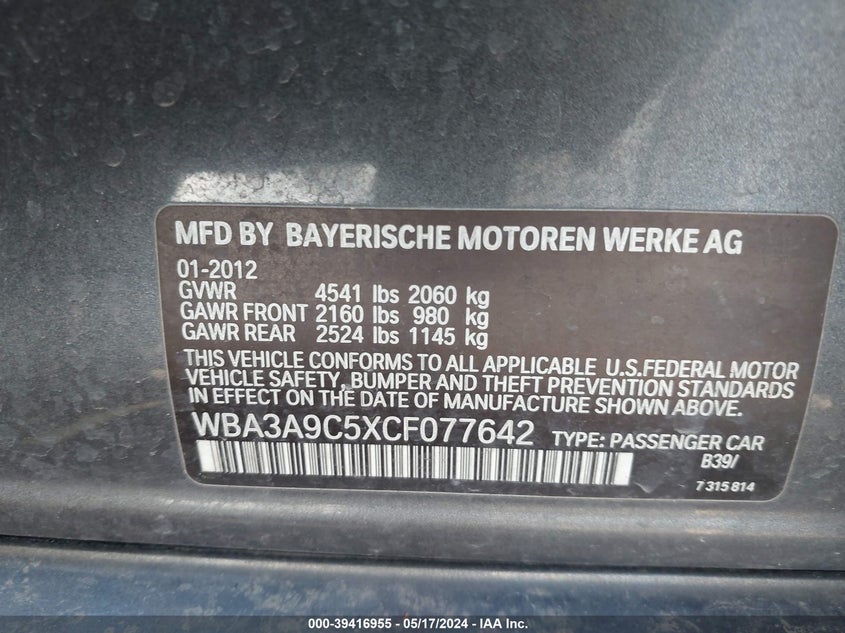 MFD BY BAYERISCHE MOTOREN WERKE AG
01-2012
GVWR 4541 lbs 2060 kg
GAWR FRONT 2160 lbs 980 kg
GAWR REAR 2524 lbs 1145 kg
THIS VEHICLE CONFORMS TO ALL APPLICABLE U.S.FEDERAL MOTOR
VEHICLE SAFETY, BUMPER AND THEFT PREVENTION STANDARDS
IN EFFECT ON THE DATE OF MANUFACTURE SHOWN ABOVE.
WBA3A9C5XCF077642 TYPE: PASSENGER CAR
B39/
7 315 814
000-39416955 - 05/17/2024 - IAA Inc.